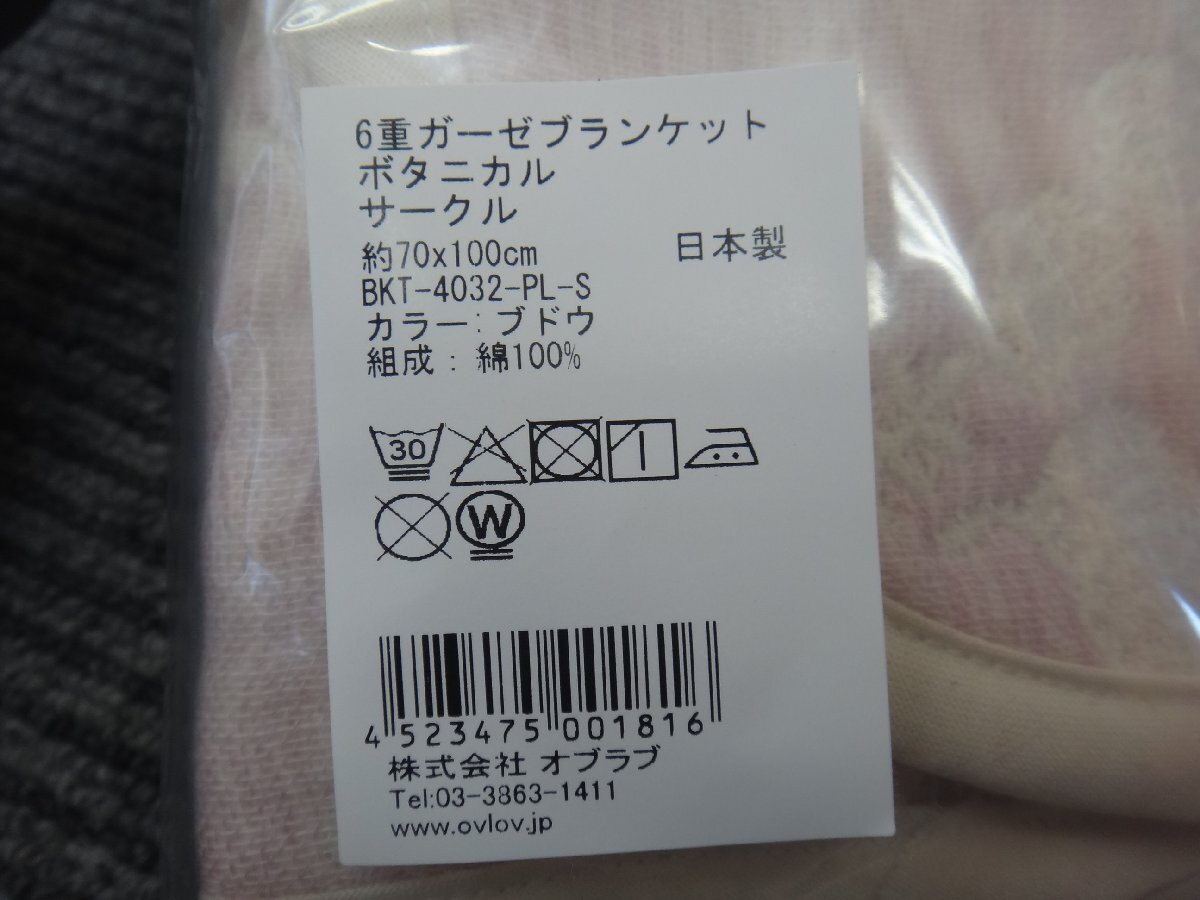 6重ガーゼブランケット
ボタニカル
サークル
約70x100cm 日本製
BKT-4032-PL-S
カラー：ブドウ
組成：綿100%
30
W
4 523475 001816
株式会社 オブラブ
Tel:03-3863-1411
www.ovlov.jp